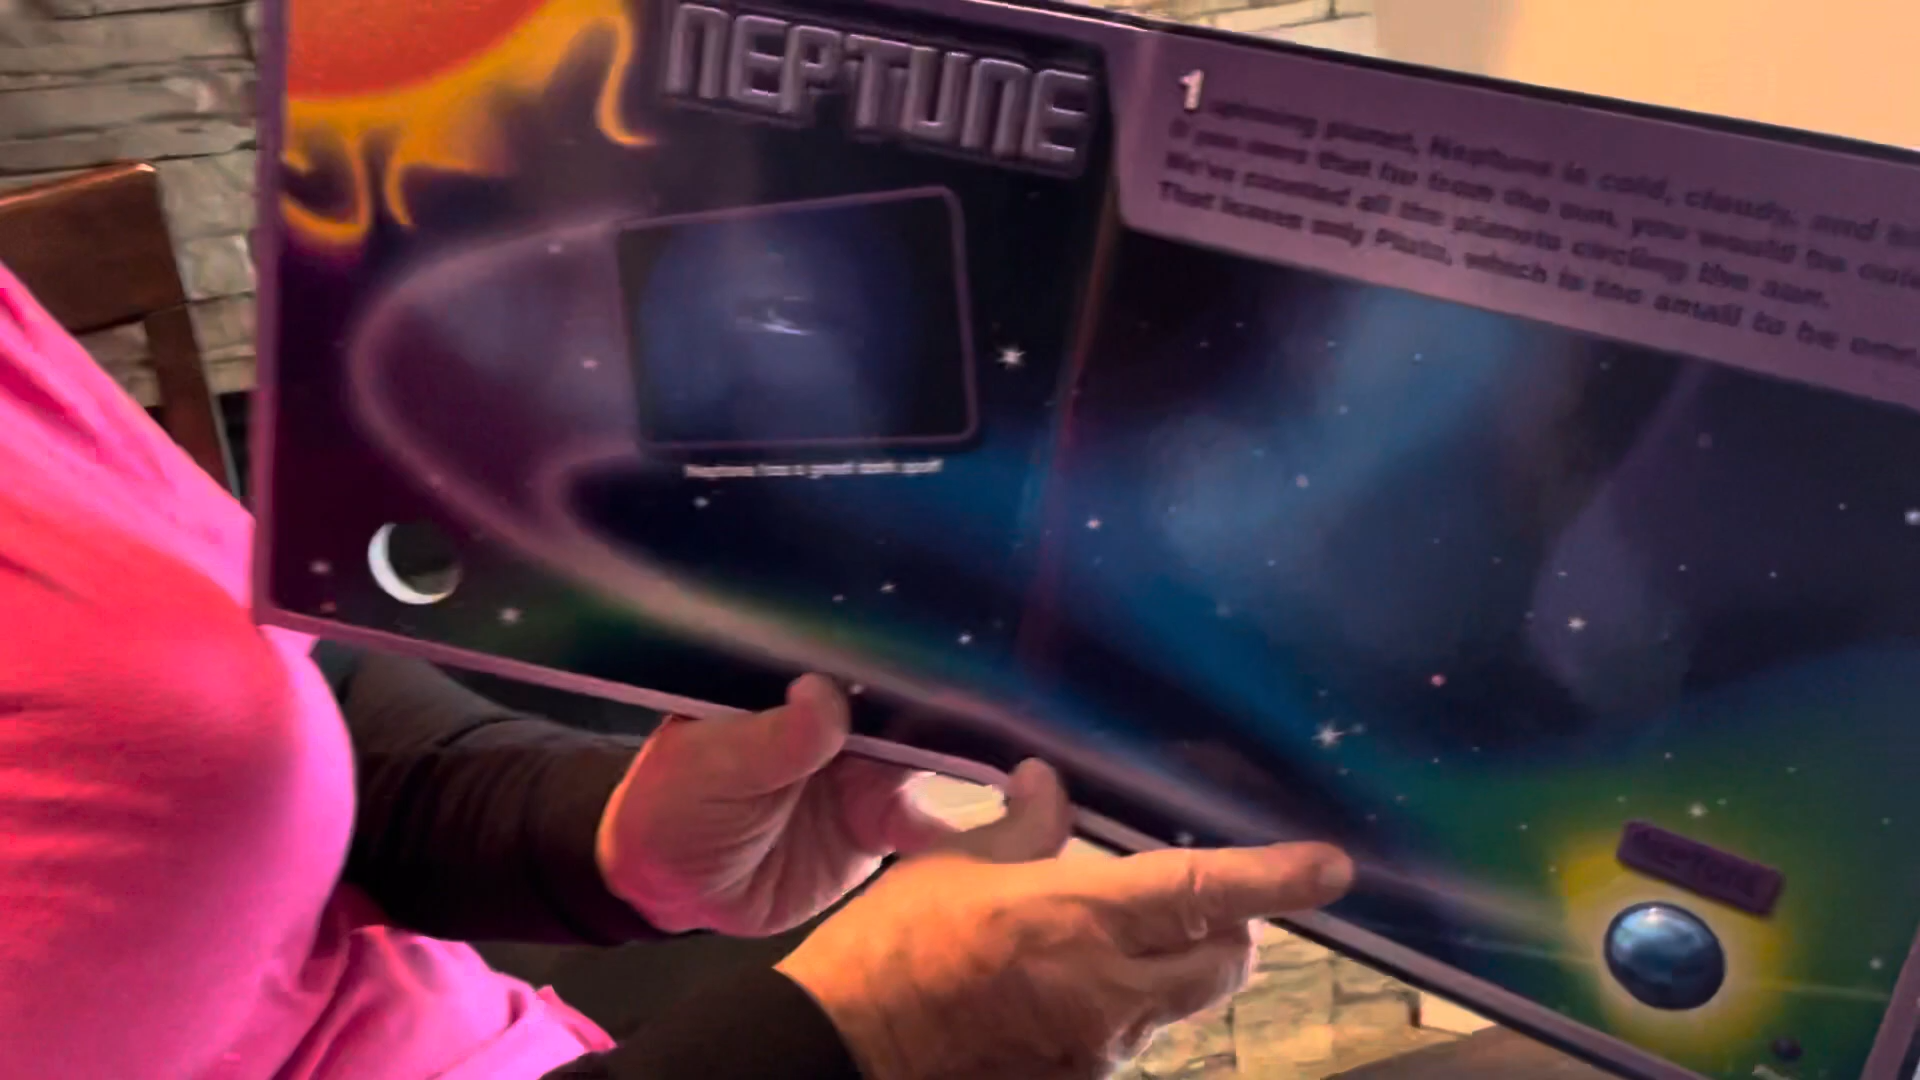 NEPTUNE
1 spinning planet, Neptune is cold, cloudy, and
If you were that far from the sun, you would be
We've counted all the planets circling the sun.
That leaves only Pluto, which is too small to be one.
Neptune has a great dark spot!
NEPTUNE